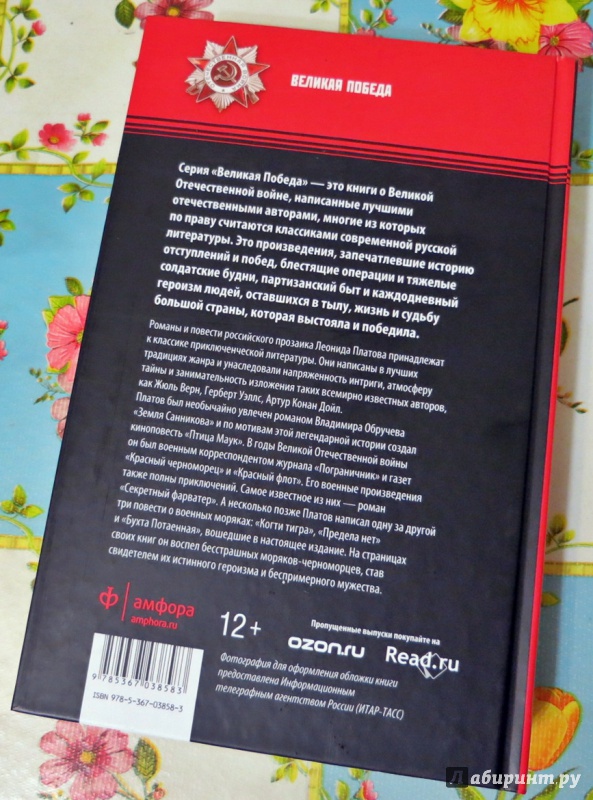 ВЕЛИКАЯ ПОБЕДА
Серия «Великая Победа» — это книги о Великой
Отечественной войне, написанные лучшими
отечественными авторами, многие из которых
по праву считаются классиками современной русской
литературы. Это произведения, запечатлевшие историю
отступлений и побед, блестящие операции и тяжелые
солдатские будни, партизанский быт и каждодневный
героизм людей, оставшихся в тылу, жизнь и судьбу
большой страны, которая выстояла и победила.
Романы и повести российского прозаика Леонида Платова принадлежат
к классике приключенческой литературы. Они написаны в лучших
традициях жанра и унаследовали напряженность интриги, атмосферу
тайны и занимательность изложения таких всемирно известных авторов,
как Жюль Верн, Герберт Уэллс, Артур Конан Дойл.
Платов был необычайно увлечен романом Владимира Обручева
«Земля Санникова» и по мотивам этой легендарной истории создал
киноповесть «Птица Маук». В годы Великой Отечественной войны
он был военным корреспондентом журнала «Пограничник» и газет
«Красный черноморец» и «Красный флот». Его военные произведения
также полны приключений. Самое известное из них — роман
«Секретный фарватер». А несколько позже Платов написал одну за другой
три повести о военных моряках: «Когти тигра», «Предела нет»
и «Бухта Потаенная», вошедшие в настоящее издание. На страницах
своих книг он воспел бесстрашных моряков-черноморцев, став
свидетелем их истинного героизма и беспримерного мужества.
амфора
amphora.ru
12+
Пропущенные выпуски покупайте на
OZON.RU
Read.ru
Фотография для оформления обложки книги
предоставлена Информационным
телеграфным агентством России (ИТАР-ТАСС)
9 785367 038583
ISBN 978-5-367-03858-3
Лабиринт.ру